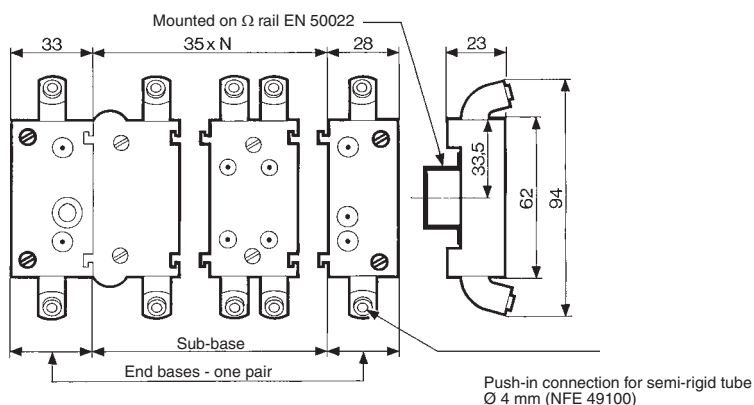 Mounted on Ω rail EN 50022
33
35 x N
28
23
33,5
62
94
Sub-base
End bases - one pair
Push-in connection for semi-rigid tube
Ø 4 mm (NFE 49100)